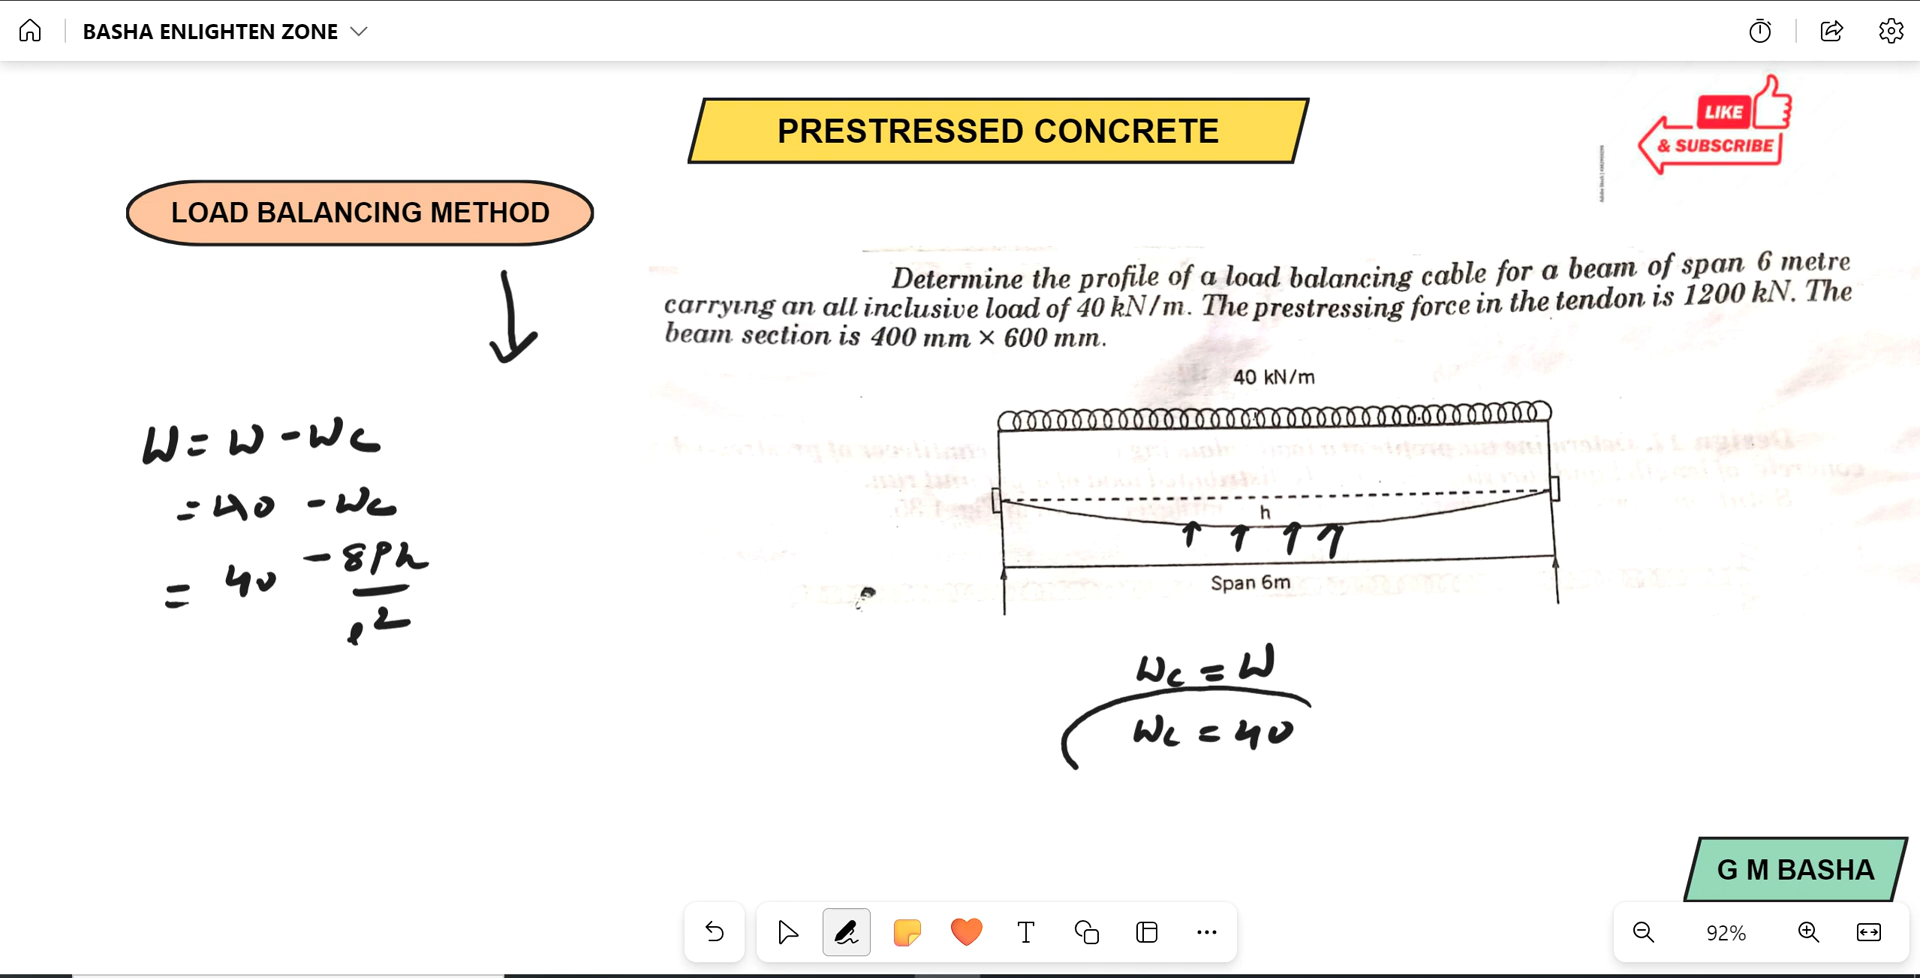 BASHA ENLIGHTEN ZONE
PRESTRESSED CONCRETE
LIKE
& SUBSCRIBE
LOAD BALANCING METHOD
Determine the profile of a load balancing cable for a beam of span 6 metre
carrying an all inclusive load of 40 kN/m. The prestressing force in the tendon is 1200 kN. The
beam section is 400 mm × 600 mm.
40 kN/m
h
Span 6m
W = W - Wc
= 40 - Wc
= 40 - 8Ph
l²
Wc = W
Wc = 40
G M BASHA
T
92%